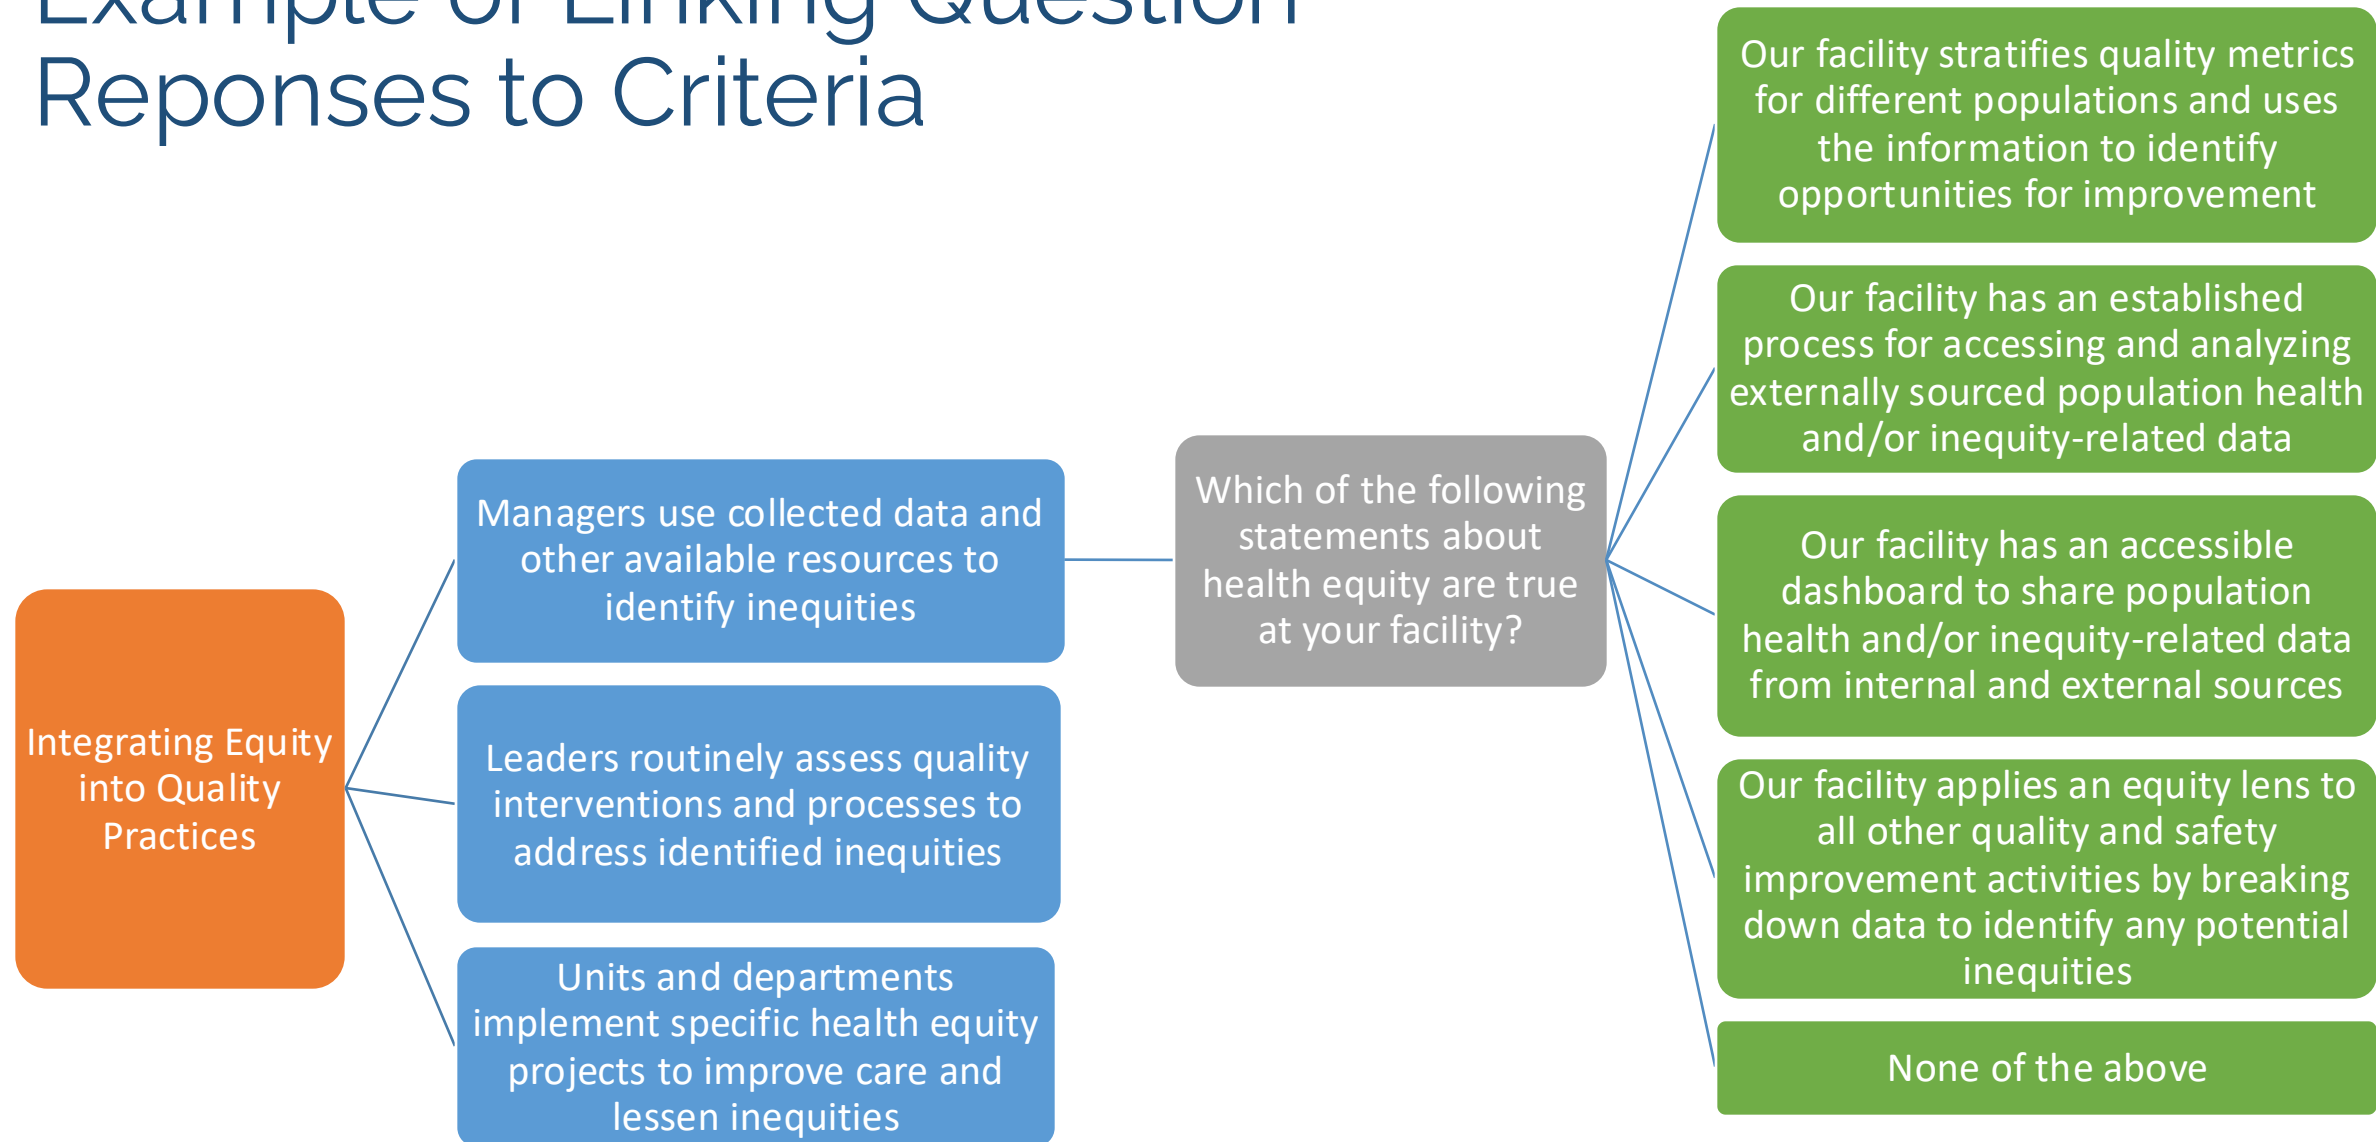 Example of Linking Question
Reponses to Criteria
Integrating Equity
into Quality
Practices
Managers use collected data and
other available resources to
identify inequities
Leaders routinely assess quality
interventions and processes to
address identified inequities
Units and departments
implement specific health equity
projects to improve care and
lessen inequities
Which of the following
statements about
health equity are true
at your facility?
Our facility stratifies quality metrics
for different populations and uses
the information to identify
opportunities for improvement
Our facility has an established
process for accessing and analyzing
externally sourced population health
and/or inequity-related data
Our facility has an accessible
dashboard to share population
health and/or inequity-related data
from internal and external sources
Our facility applies an equity lens to
all other quality and safety
improvement activities by breaking
down data to identify any potential
inequities
None of the above